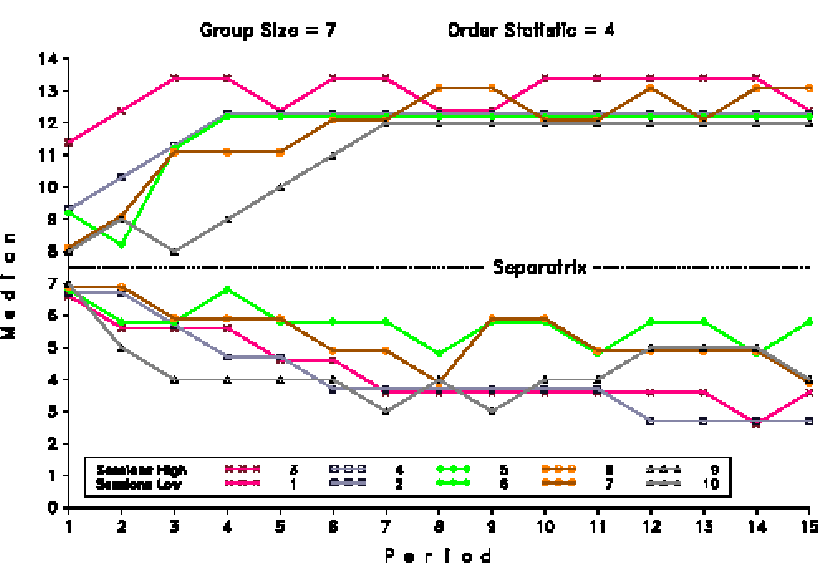 Group Size = 7 Order Statistic = 4
14
13
12
11
10
9
8
7
6
5
4
3
2
1
0
Median
Separatrix
Sessions High 3 4 5 8 9
Sessions Low 1 2 6 7 10
1 2 3 4 5 6 7 8 9 10 11 12 13 14 15
Period